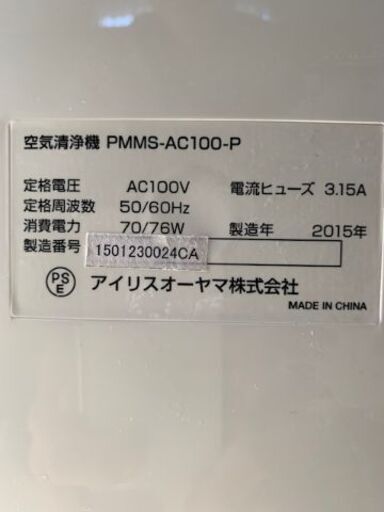 空気清浄機 PMMS-AC100-P
定格電圧 AC100V 電流ヒューズ 3.15A
定格周波数 50/60Hz
消費電力 70/76W 製造年 2015年
製造番号 1501230024CA
PS E アイリスオーヤマ株式会社
MADE IN CHINA